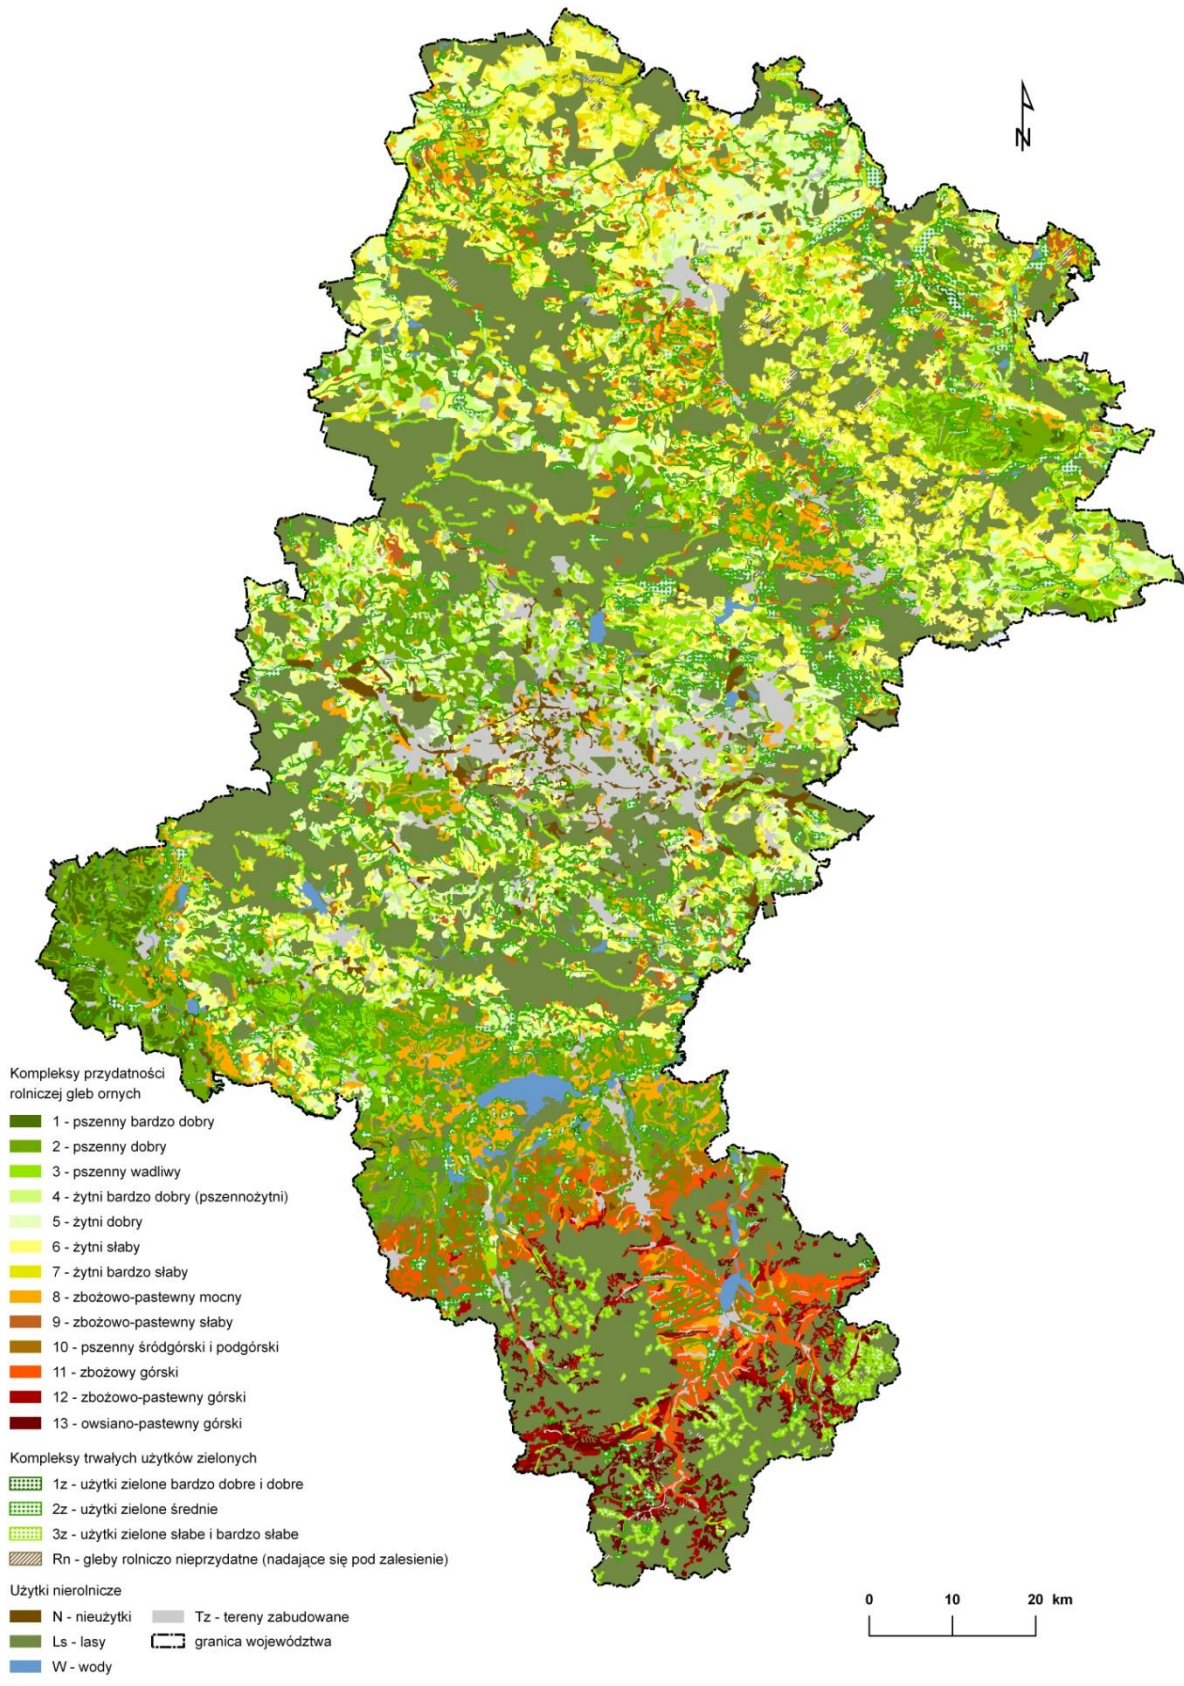 N
Kompleksy przydatności
rolniczej gleb ornych
1 - pszenny bardzo dobry
2 - pszenny dobry
3 - pszenny wadliwy
4 - żytni bardzo dobry (pszennożytni)
5 - żytni dobry
6 - żytni słaby
7 - żytni bardzo słaby
8 - zbożowo-pastewny mocny
9 - zbożowo-pastewny słaby
10 - pszenny śródgórski i podgórski
11 - zbożowy górski
12 - zbożowo-pastewny górski
13 - owsiano-pastewny górski
Kompleksy trwałych użytków zielonych
1z - użytki zielone bardzo dobre i dobre
2z - użytki zielone średnie
3z - użytki zielone słabe i bardzo słabe
Rn - gleby rolniczo nieprzydatne (nadające się pod zalesienie)
Użytki nierolnicze
N - nieużytki
Tz - tereny zabudowane
Ls - lasy
granica województwa
W - wody
0 10 20 km